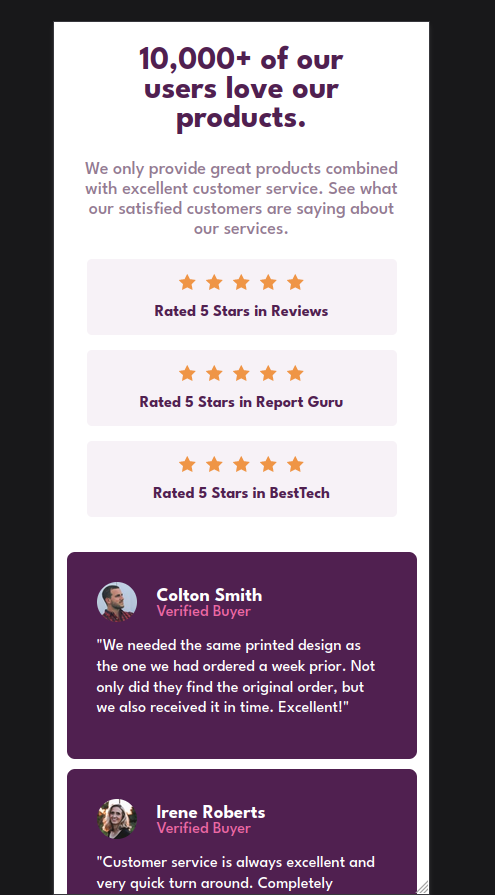 10,000+ of our
users love our
products.
We only provide great products combined
with excellent customer service. See what
our satisfied customers are saying about
our services.
Rated 5 Stars in Reviews
Rated 5 Stars in Report Guru
Rated 5 Stars in BestTech
Colton Smith
Verified Buyer
"We needed the same printed design as
the one we had ordered a week prior. Not
only did they find the original order, but
we also received it in time. Excellent!"
Irene Roberts
Verified Buyer
"Customer service is always excellent and
very quick turn around. Completely